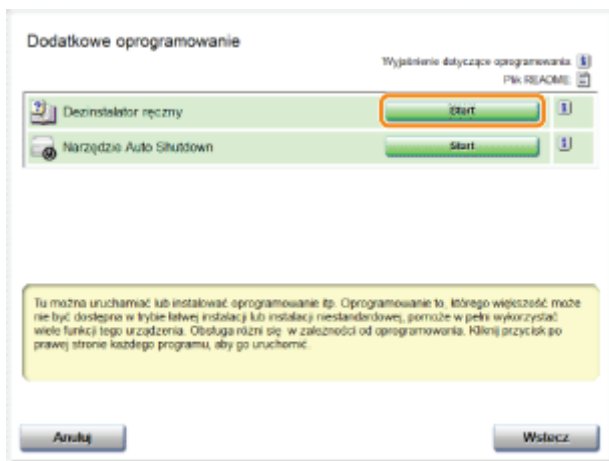 Dodatkowe oprogramowanie
Wyjaśnienie dotyczące oprogramowania:
Plik README:
Dezinstalator ręczny
Start
Narzędzie Auto Shutdown
Start
Tu można uruchamiać lub instalować oprogramowanie itp. Oprogramowanie to, którego większość może
nie być dostępna w trybie łatwej instalacji lub instalacji niestandardowej, pomoże w pełni wykorzystać
wiele funkcji tego urządzenia. Obsługa różni się w zależności od oprogramowania. Kliknij przycisk po
prawej stronie każdego programu, aby go uruchomić.
Anuluj
Wstecz